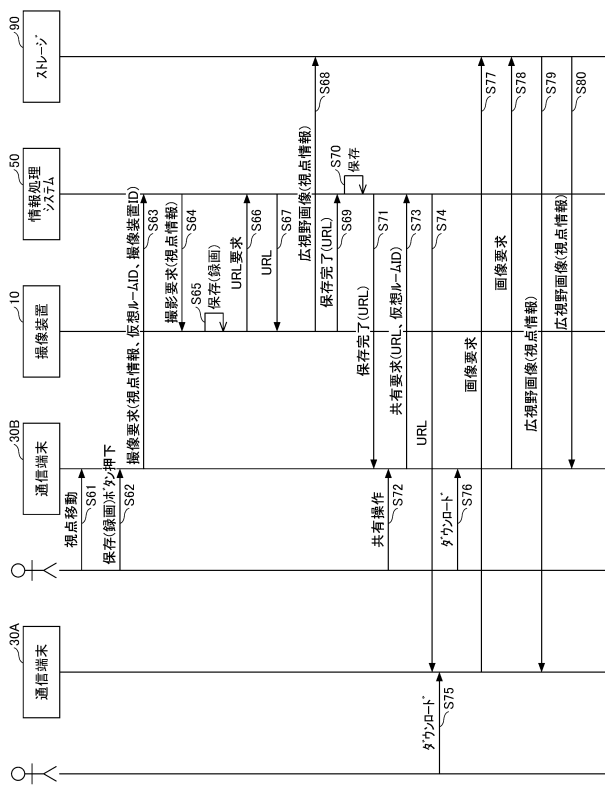 30A
通信端末
30B
通信端末
10
撮像装置
50
情報処理
システム
90
ストレージ
視点移動
S61
保存(録画)ボタン押下
S62
撮像要求(視点情報、仮想ルームID、撮像装置ID)
S63
撮影要求(視点情報)
S64
S65
保存(録画)
URL要求
S66
URL
S67
広視野画像(視点情報)
S68
保存完了(URL)
S69
S70
保存
保存完了(URL)
S71
共有操作
S72
共有要求(URL、仮想ルームID)
S73
URL
S74
ダウンロード
S75
ダウンロード
S76
画像要求
S77
画像要求
S78
広視野画像(視点情報)
S79
広視野画像(視点情報)
S80